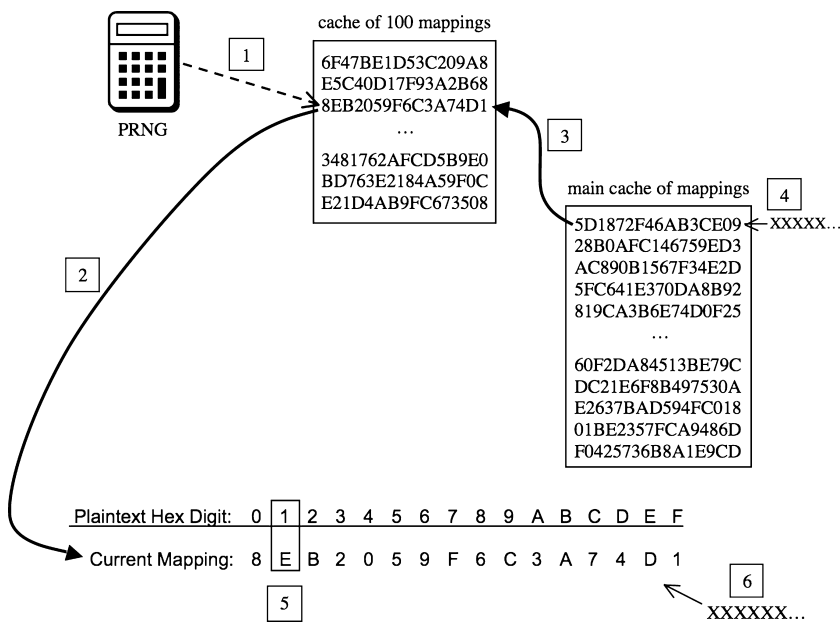 cache of 100 mappings
1
6F47BE1D53C209A8
E5C40D17F93A2B68
8EB2059F6C3A74D1
PRNG
...
3
3481762AFCD5B9E0
BD763E2184A59F0C
E21D4AB9FC673508
main cache of mappings
4
5D1872F46AB3CE09
XXXXX...
28B0AFC146759ED3
AC890B1567F34E2D
2
5FC641E370DA8B92
819CA3B6E74D0F25
...
60F2DA84513BE79C
DC21E6F8B497530A
E2637BAD594FC018
01BE2357FCA9486D
F0425736B8A1E9CD
Plaintext Hex Digit: 0 1 2 3 4 5 6 7 8 9 A B C D E F
Current Mapping: 8 E B 2 0 5 9 F 6 C 3 A 7 4 D 1
5
6
XXXXXX...